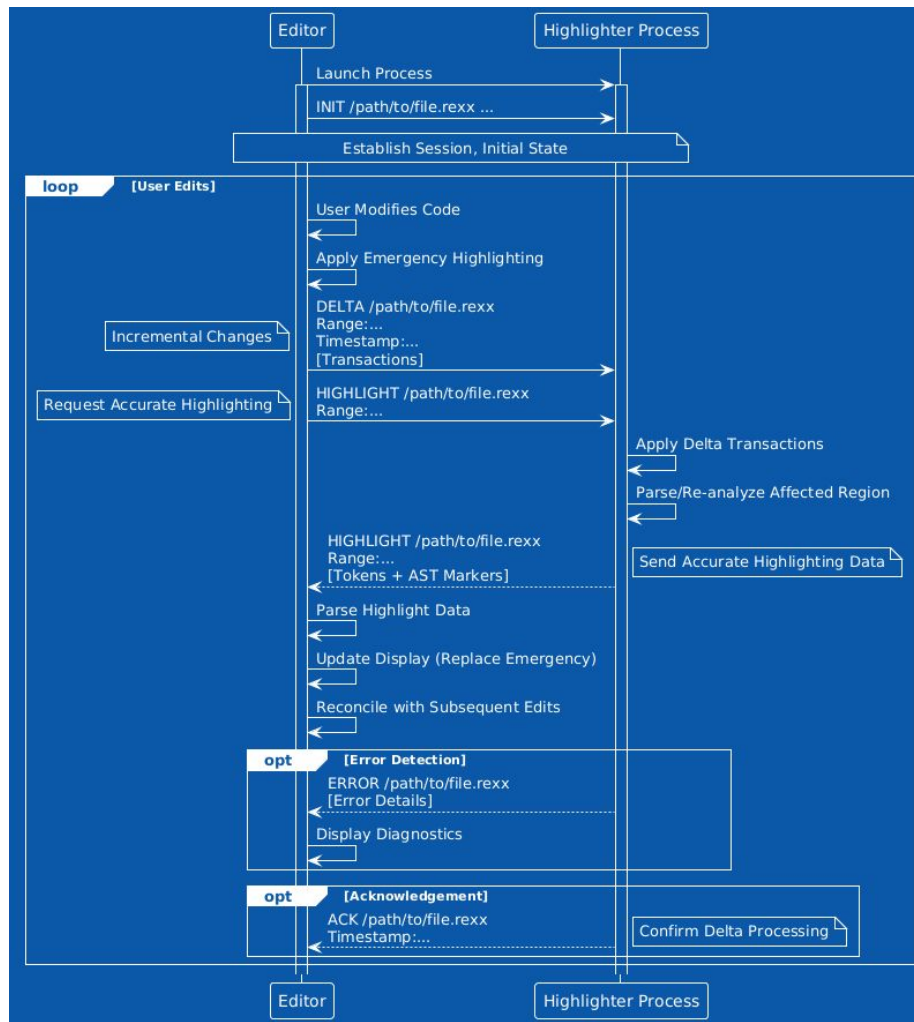 Editor
Highlighter Process
Launch Process
INIT /path/to/file.rexx ...
Establish Session, Initial State
loop
[User Edits]
User Modifies Code
Apply Emergency Highlighting
DELTA /path/to/file.rexx
Range:...
Timestamp:...
[Transactions]
Incremental Changes
HIGHLIGHT /path/to/file.rexx
Range:...
Request Accurate Highlighting
Apply Delta Transactions
Parse/Re-analyze Affected Region
HIGHLIGHT /path/to/file.rexx
Range:...
[Tokens + AST Markers]
Send Accurate Highlighting Data
Parse Highlight Data
Update Display (Replace Emergency)
Reconcile with Subsequent Edits
opt
[Error Detection]
ERROR /path/to/file.rexx
[Error Details]
Display Diagnostics
opt
[Acknowledgement]
ACK /path/to/file.rexx
Timestamp:...
Confirm Delta Processing
Editor
Highlighter Process